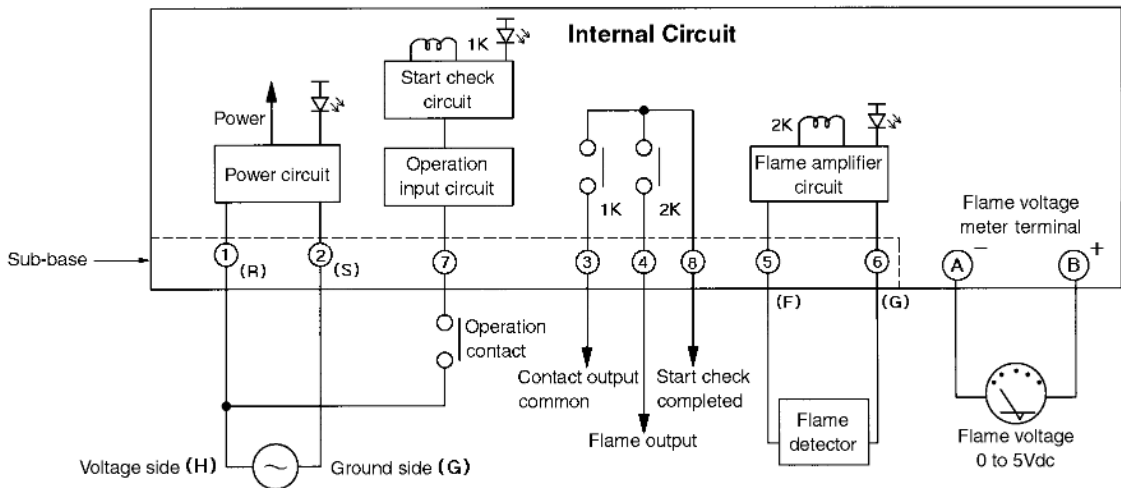 Internal Circuit
1K
Start check
circuit
Power
2K
Power circuit
Operation
input circuit
Flame amplifier
circuit
1K
2K
Flame voltage
meter terminal
Sub-base
1
(R)
2
(S)
7
3
4
8
5
6
A
−
B
+
(F)
(G)
Operation
contact
Contact output
common
Start check
completed
Flame output
Flame
detector
Voltage side (H)
~
Ground side (G)
Flame voltage
0 to 5Vdc